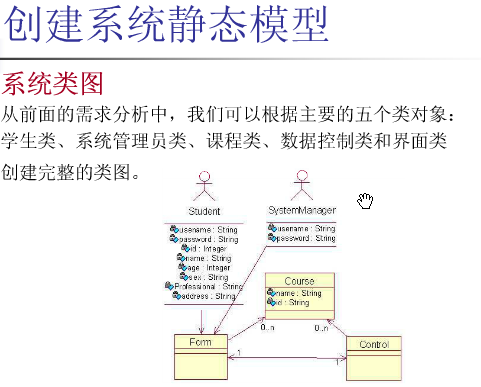 创建系统静态模型
系统类图
从前面的需求分析中，我们可以根据主要的五个类对象：
学生类、系统管理员类、课程类、数据控制类和界面类
创建完整的类图。
Student
usename : String
password : String
id : Integer
name : String
age : Integer
sex : String
Professional : String
address : String
SystemManager
username : String
password : String
Course
name : String
id : String
0..n
0..n
Form
1
1
Control